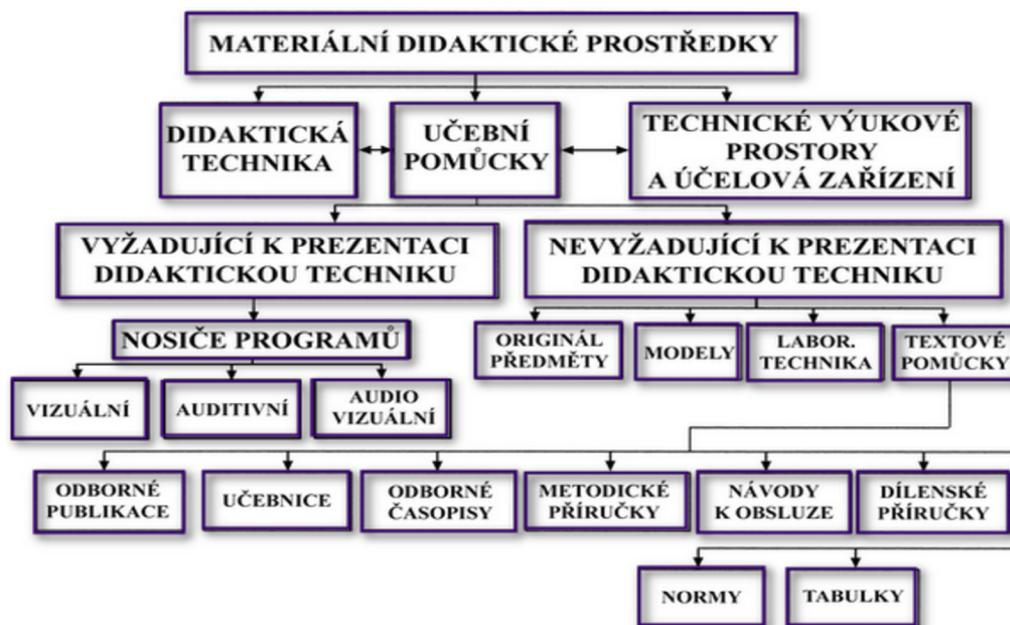 MATERIÁLNÍ DIDAKTICKÉ PROSTŘEDKY
DIDAKTICKÁ
TECHNIKA
UČEBNÍ
POMŮCKY
TECHNICKÉ VÝUKOVÉ
PROSTORY
A ÚČELOVÁ ZAŘÍZENÍ
VYŽADUJÍCÍ K PREZENTACI
DIDAKTICKOU TECHNIKU
NEVYŽADUJÍCÍ K PREZENTACI
DIDAKTICKOU TECHNIKU
NOSIČE PROGRAMŮ
ORIGINÁL
PŘEDMĚTY
MODELY
LABOR.
TECHNIKA
TEXTOVÉ
POMŮCKY
VIZUÁLNÍ
AUDITIVNÍ
AUDIO
VIZUÁLNÍ
ODBORNÉ
PUBLIKACE
UČEBNICE
ODBORNÉ
ČASOPISY
METODICKÉ
PŘÍRUČKY
NÁVODY
K OBSLUZE
DÍLENSKÉ
PŘÍRUČKY
NORMY
TABULKY